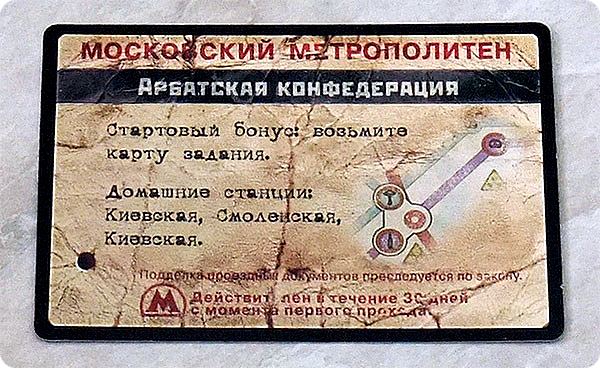 МОСКОВСКИЙ МЕТРОПОЛИТЕН
АРБАТСКАЯ КОНФЕДЕРАЦИЯ
Стартовый бонус: возьмите
карту задания.
Домашние станции:
Киевская, Смоленская,
Киевская.
Подделка проездных документов преследуется по закону.
М Действителен в течение 30 дней
с момента первого прохода.